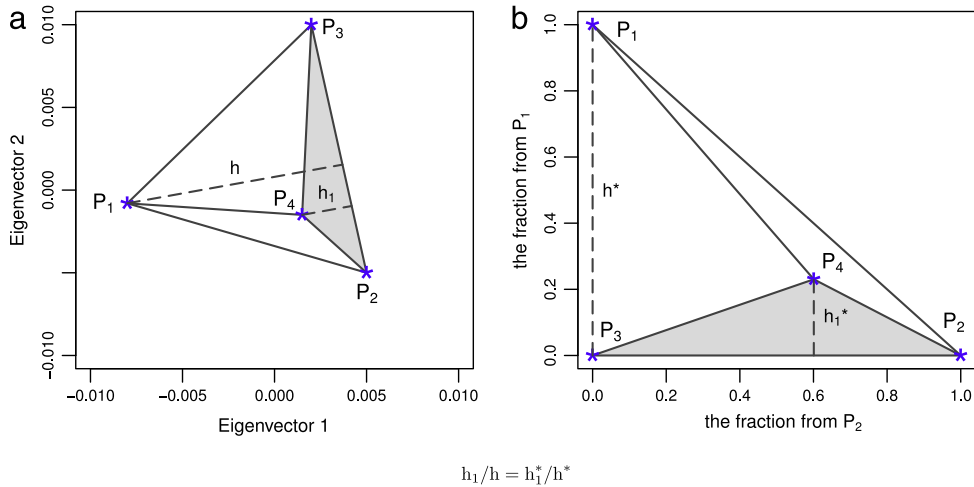 a
Eigenvector 2
0.010
0.005
0.000
−0.010
P3
P1
h
h1
P4
P2
−0.010 −0.005 0.000 0.005 0.010
Eigenvector 1
b
the fraction from P1
1.0
0.8
0.6
0.4
0.2
0.0
P1
h*
P4
P3
h1*
P2
0.0 0.2 0.4 0.6 0.8 1.0
the fraction from P2
h1/h = h1*/h*